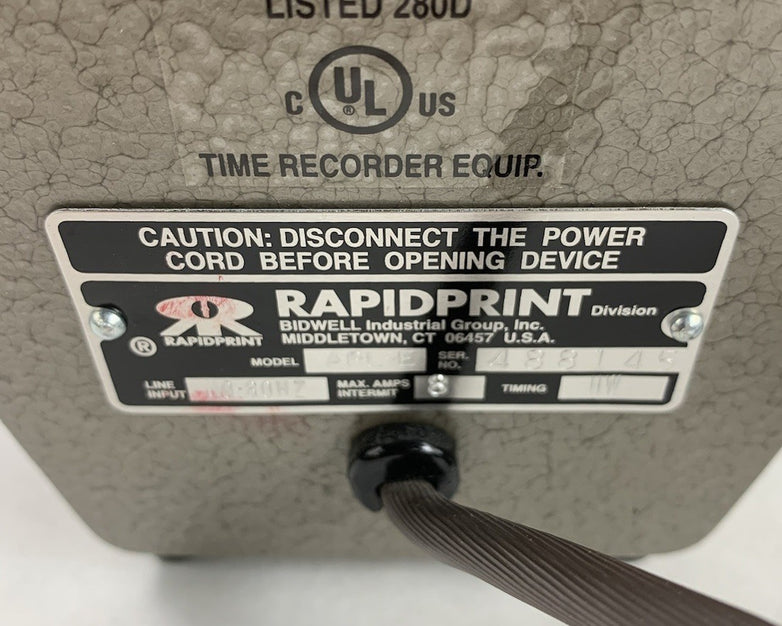 LISTED 280D
C UL ® US
TIME RECORDER EQUIP.
CAUTION: DISCONNECT THE POWER
CORD BEFORE OPENING DEVICE
R RAPIDPRINT Division
BIDWELL Industrial Group, Inc.
® RAPIDPRINT MIDDLETOWN, CT 06457 U.S.A.
MODEL SER. NO.
LINE INPUT MAX. AMPS INTERMIT 8 TIMING